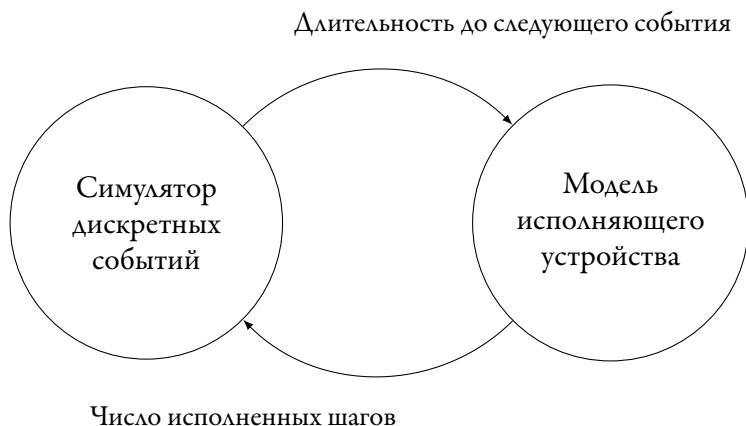 Длительность до следующего события
Симулятор
дискретных
событий
Модель
исполняющего
устройства
Число исполненных шагов